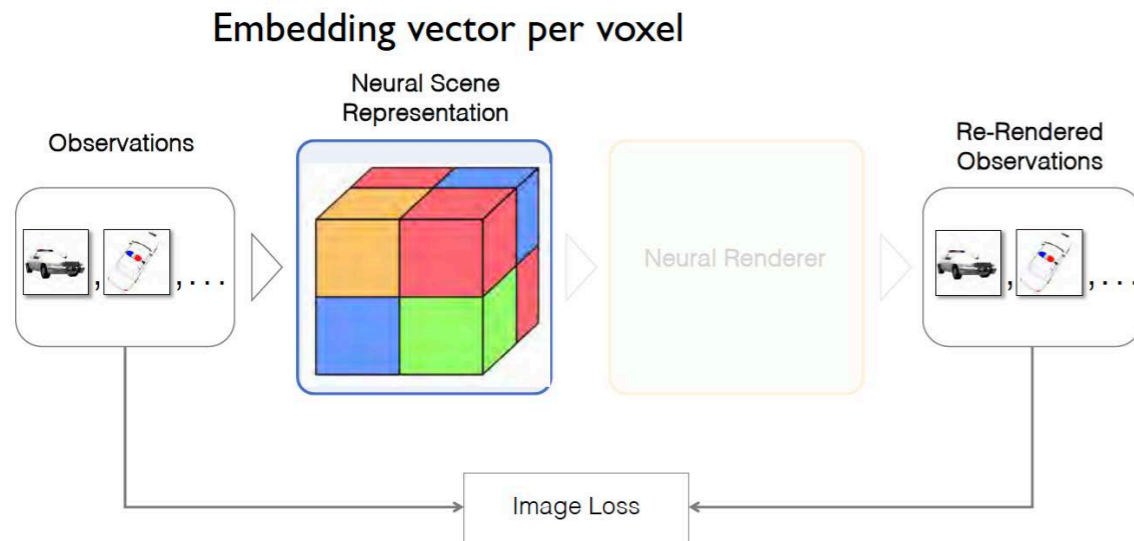 Embedding vector per voxel
Neural Scene
Representation
Observations
Re-Rendered
Observations
, , ...
Neural Renderer
, , ...
Image Loss